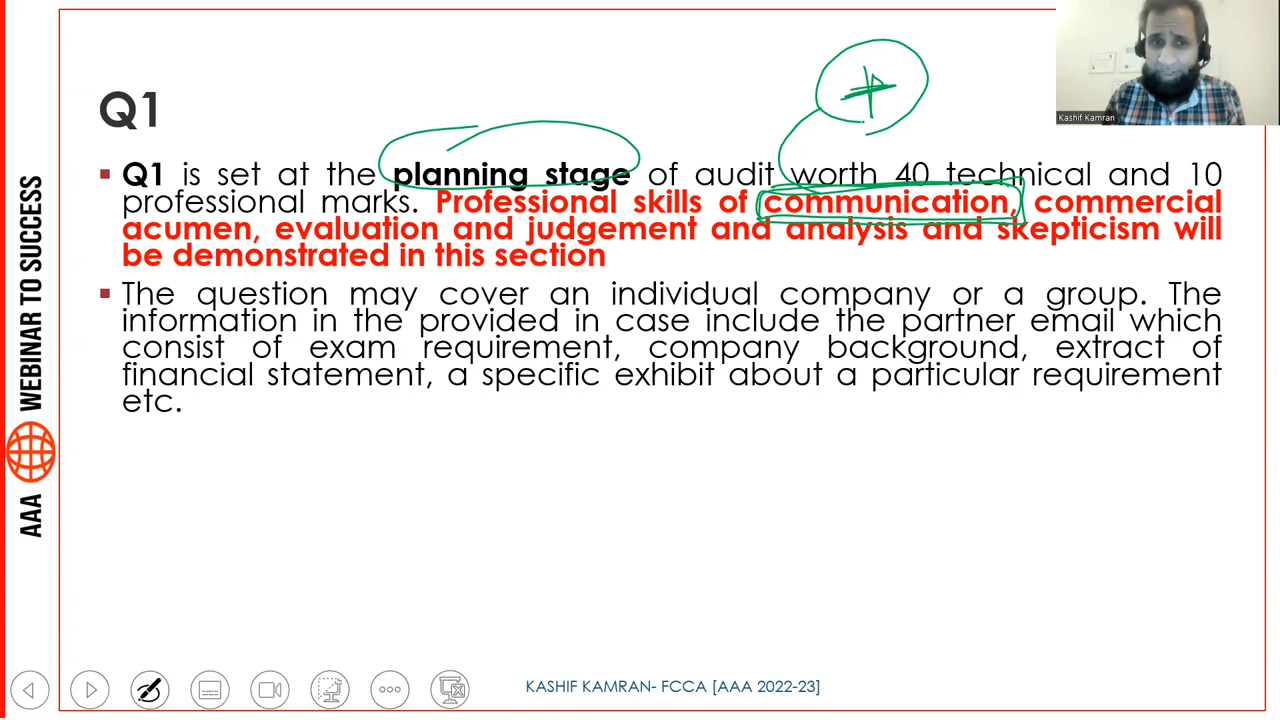 Kashif Kamran
Q1
Q1 is set at the planning stage of audit worth 40 technical and 10
professional marks. Professional skills of communication, commercial
acumen, evaluation and judgement and analysis and skepticism will
be demonstrated in this section
The question may cover an individual company or a group. The
information in the provided in case include the partner email which
consist of exam requirement, company background, extract of
financial statement, a specific exhibit about a particular requirement
etc.
AAA WEBINAR TO SUCCESS
KASHIF KAMRAN- FCCA [AAA 2022-23]